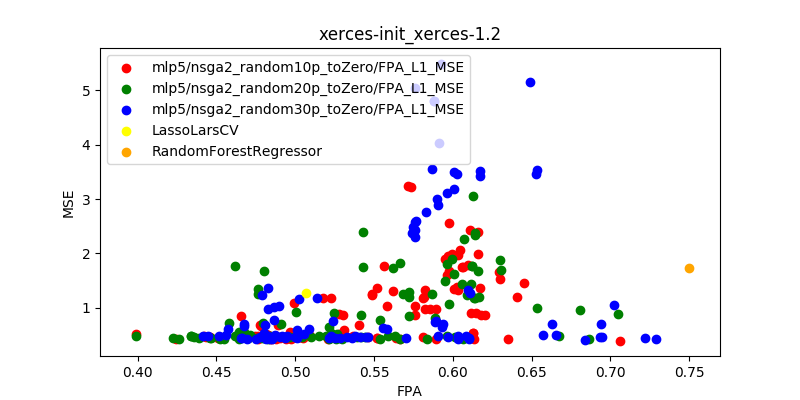 xerces-init_xerces-1.2
mlp5/nsga2_random10p_toZero/FPA_L1_MSE
mlp5/nsga2_random20p_toZero/FPA_L1_MSE
mlp5/nsga2_random30p_toZero/FPA_L1_MSE
LassoLarsCV
RandomForestRegressor
MSE
5
4
3
2
1
0.40 0.45 0.50 0.55 0.60 0.65 0.70 0.75
FPA